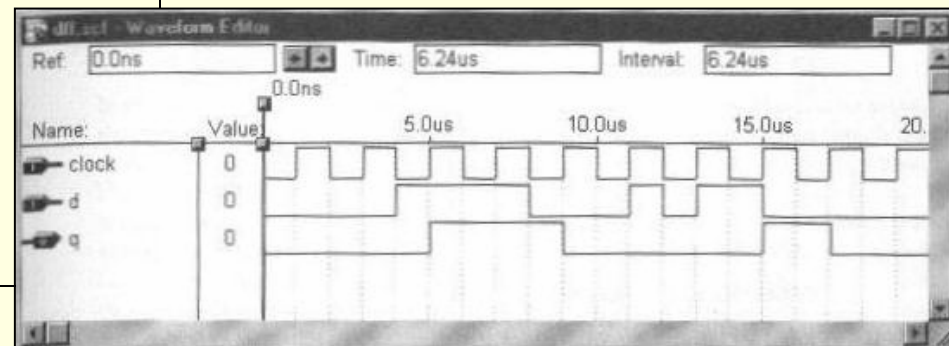 dff.scf - Waveform Editor
Ref: 0.0ns Time: 6.24us Interval: 6.24us
0.0ns
Name: Value: 5.0us 10.0us 15.0us 20.
clock 0
d 0
q 0